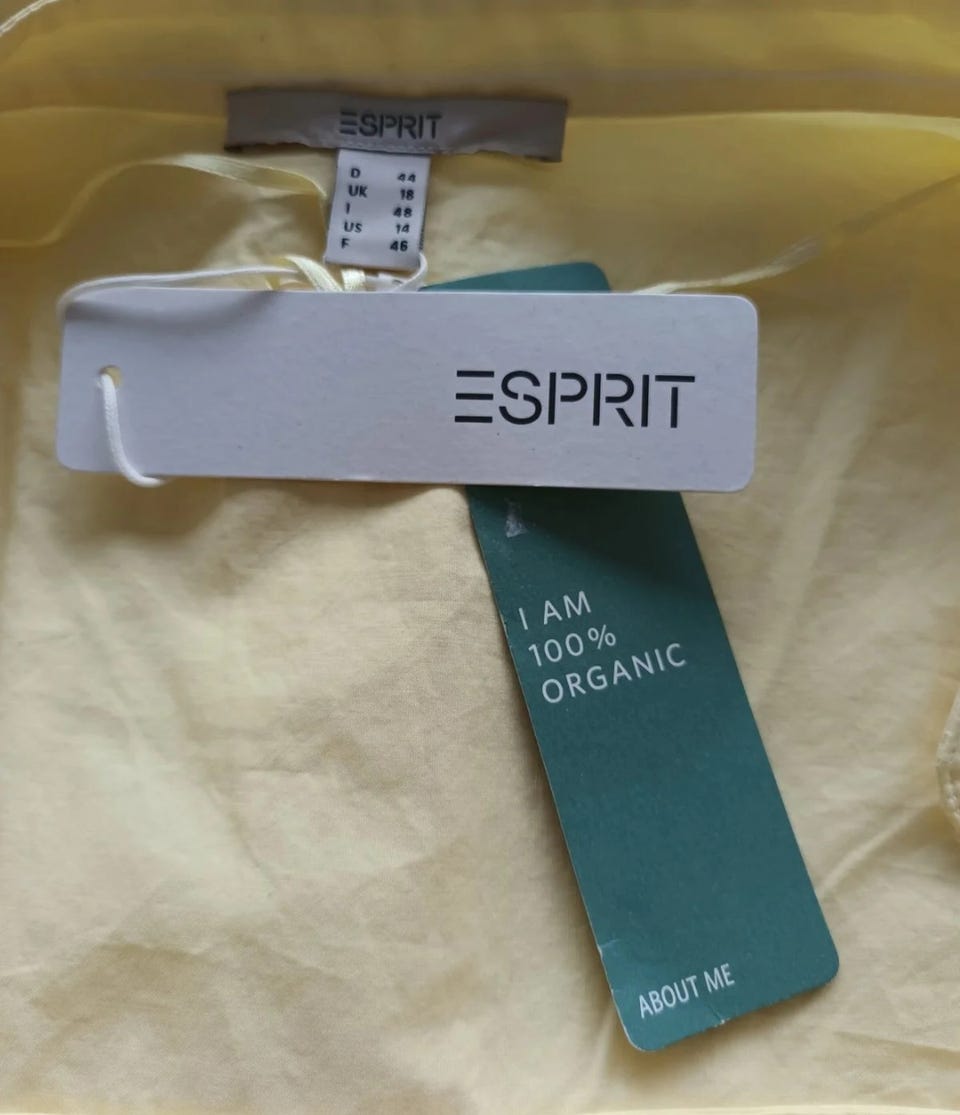 ESPRIT
D 44
UK 18
I 48
US 14
F 46
ESPRIT
I AM
100%
ORGANIC
ABOUT ME